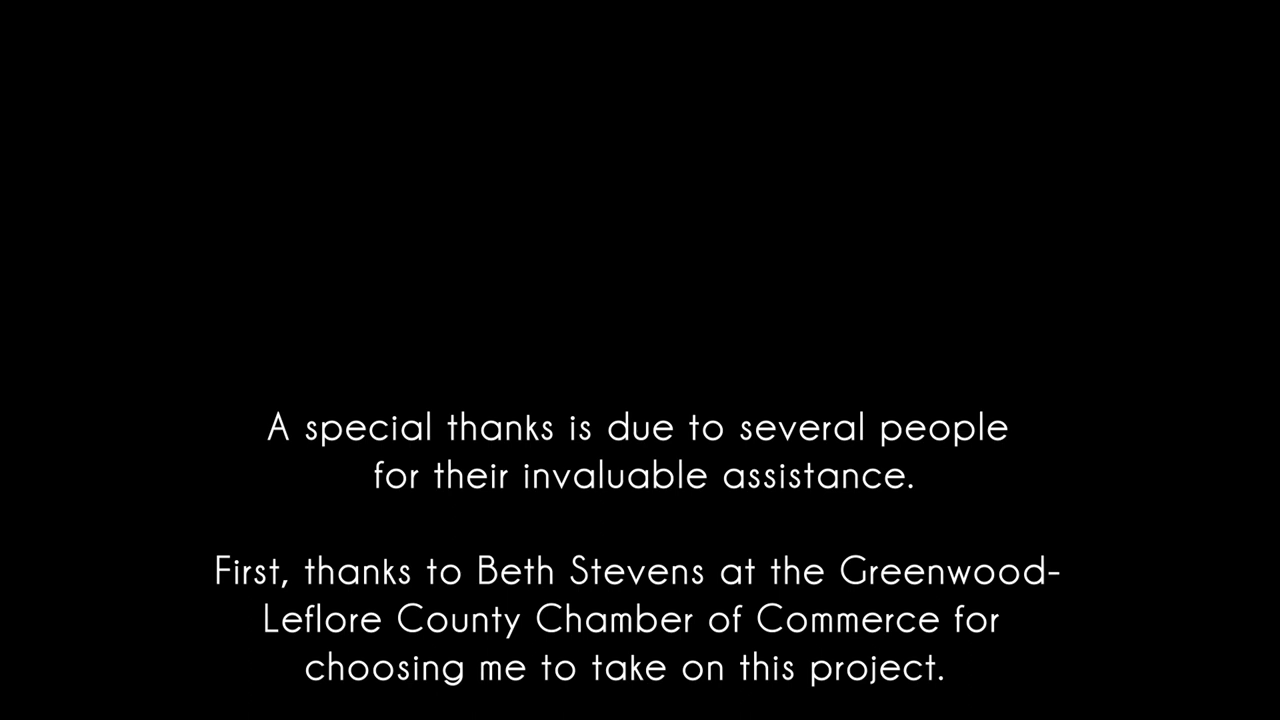 A special thanks is due to several people
for their invaluable assistance.
First, thanks to Beth Stevens at the Greenwood-
Leflore County Chamber of Commerce for
choosing me to take on this project.